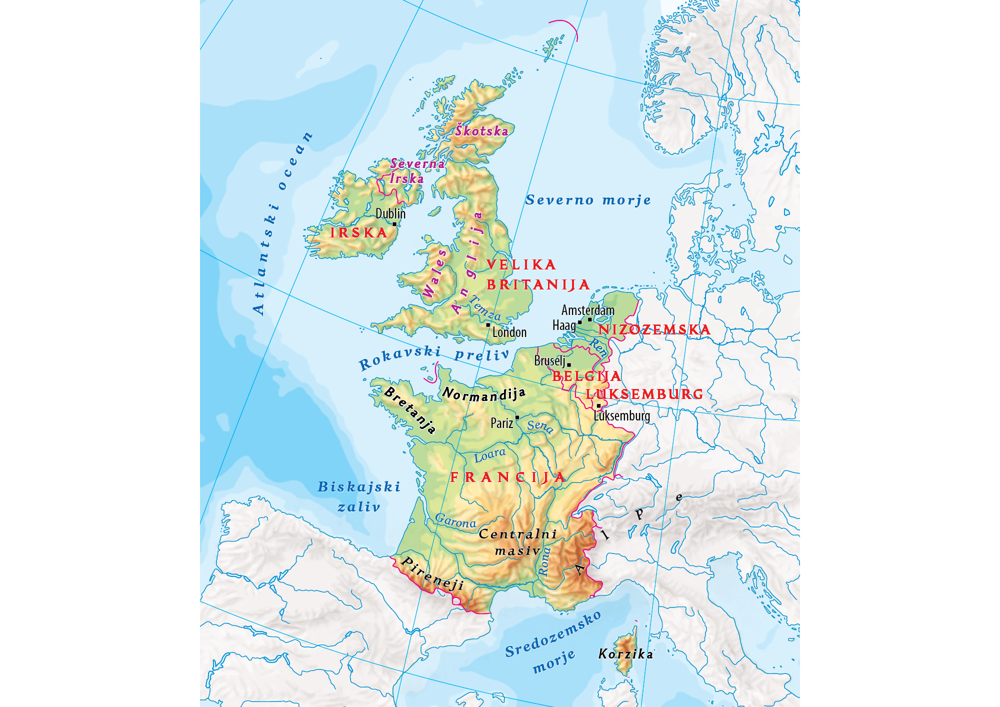 Škotska
Severna
Irska
Atlantski ocean
Severno morje
Dublin
IRSKA
Anglija
Wales
VELIKA
BRITANIJA
Temza
London
Amsterdam
Haag
NIZOZEMSKA
Ren
Rokavski preliv
Bruselj
BELGIJA
LUKSEMBURG
Luksemburg
Normandija
Bretanja
Pariz
Sena
Loara
FRANCIJA
Biskajski
zaliv
Garona
Centralni
masiv
Rona
Alpe
Pireneji
Sredozemsko
morje
Korzika